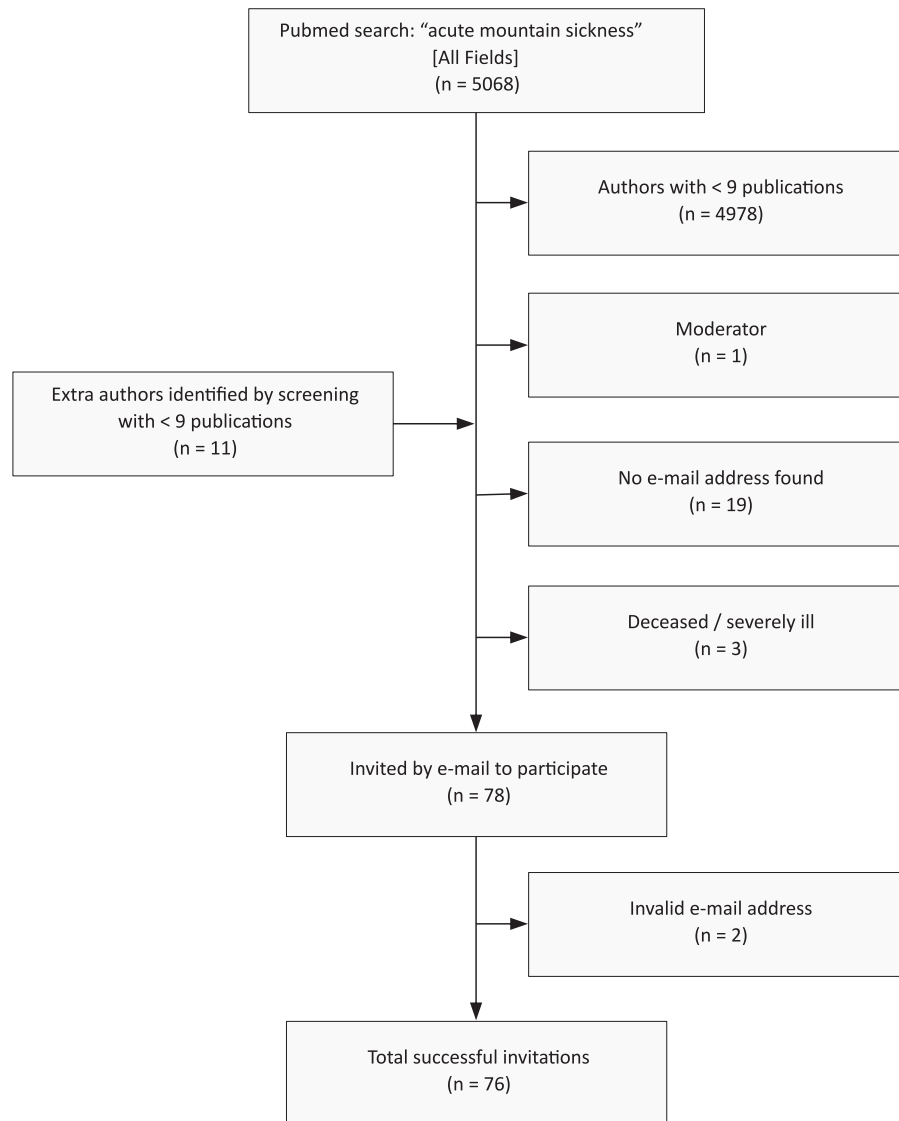 Pubmed search: “acute mountain sickness”
[All Fields]
(n = 5068)
Authors with < 9 publications
(n = 4978)
Moderator
(n = 1)
Extra authors identified by screening
with < 9 publications
(n = 11)
No e-mail address found
(n = 19)
Deceased / severely ill
(n = 3)
Invited by e-mail to participate
(n = 78)
Invalid e-mail address
(n = 2)
Total successful invitations
(n = 76)